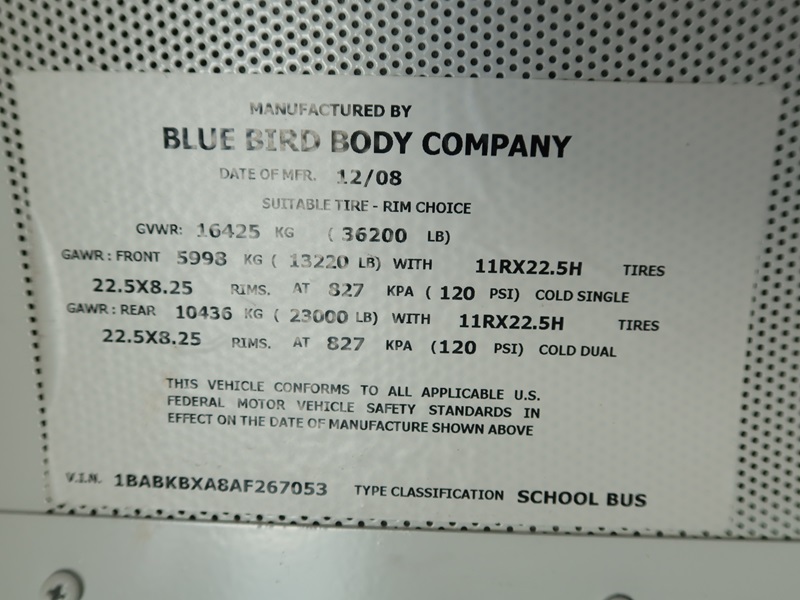 MANUFACTURED BY
BLUE BIRD BODY COMPANY
DATE OF MFR. 12/08
SUITABLE TIRE - RIM CHOICE
GVWR: 16425 KG ( 36200 LB)
GAWR: FRONT 5998 KG ( 13220 LB) WITH 11RX22.5H TIRES
22.5X8.25 RIMS. AT 827 KPA ( 120 PSI) COLD SINGLE
GAWR: REAR 10436 KG ( 23000 LB) WITH 11RX22.5H TIRES
22.5X8.25 RIMS. AT 827 KPA (120 PSI) COLD DUAL
THIS VEHICLE CONFORMS TO ALL APPLICABLE U.S.
FEDERAL MOTOR VEHICLE SAFETY STANDARDS IN
EFFECT ON THE DATE OF MANUFACTURE SHOWN ABOVE
V.I.N. 1BABKBXA8AF267053 TYPE CLASSIFICATION SCHOOL BUS